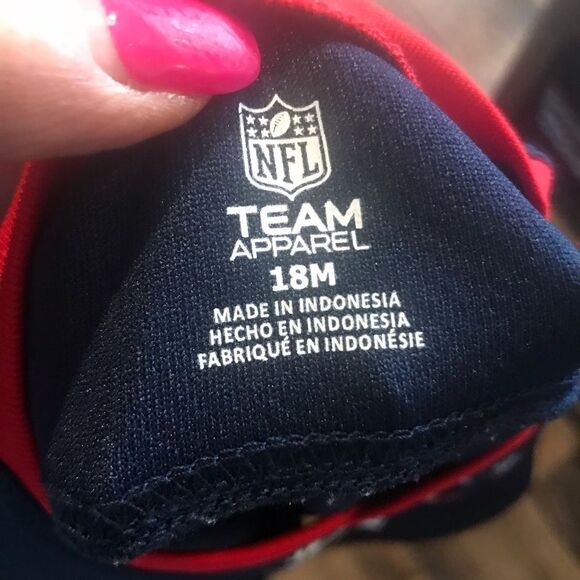 NFL
TEAM
APPAREL
18M
MADE IN INDONESIA
HECHO EN INDONESIA
FABRIQUÉ EN INDONÉSIE